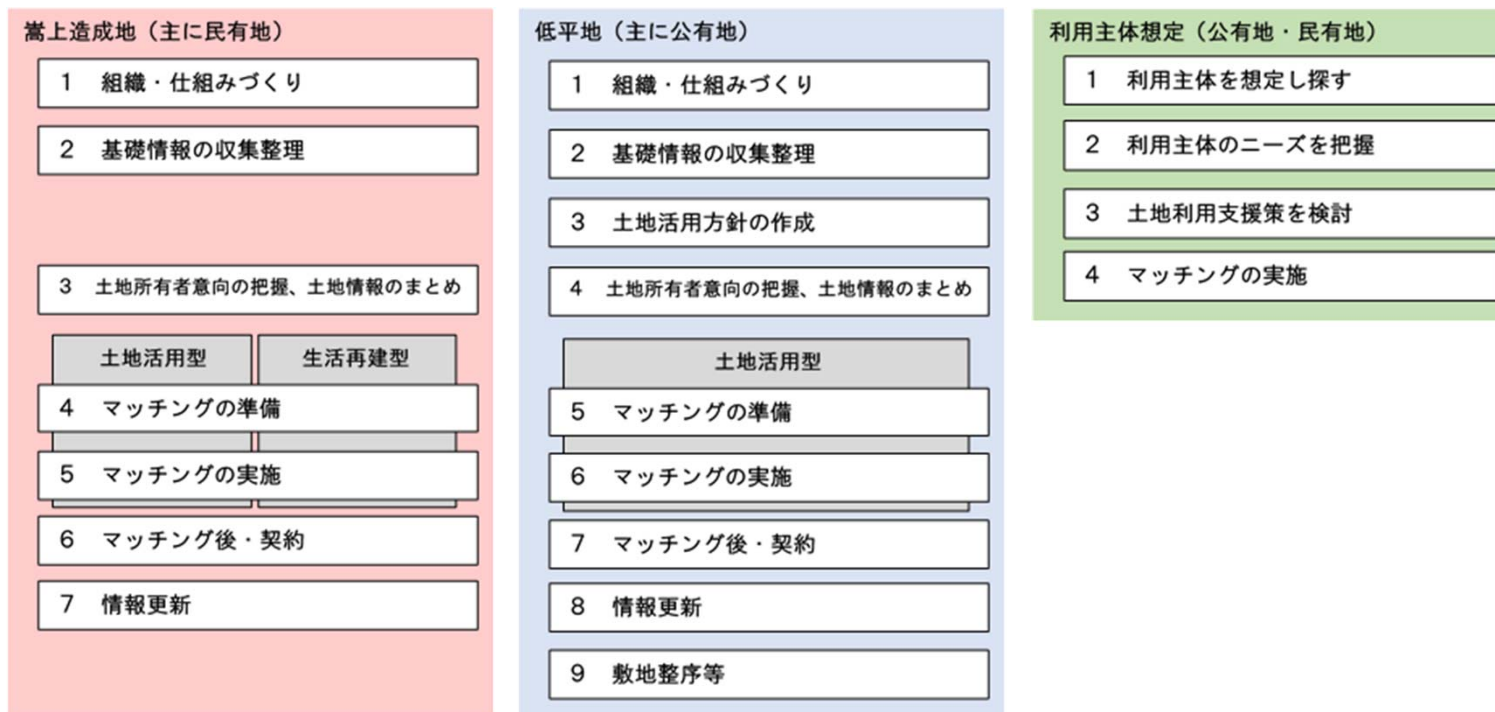 嵩上造成地（主に民有地）
1 組織・仕組みづくり
2 基礎情報の収集整理
3 土地所有者意向の把握、土地情報のまとめ
土地活用型
生活再建型
4 マッチングの準備
5 マッチングの実施
6 マッチング後・契約
7 情報更新
低平地（主に公有地）
1 組織・仕組みづくり
2 基礎情報の収集整理
3 土地活用方針の作成
4 土地所有者意向の把握、土地情報のまとめ
土地活用型
5 マッチングの準備
6 マッチングの実施
7 マッチング後・契約
8 情報更新
9 敷地整序等
利用主体想定（公有地・民有地）
1 利用主体を想定し探す
2 利用主体のニーズを把握
3 土地利用支援策を検討
4 マッチングの実施